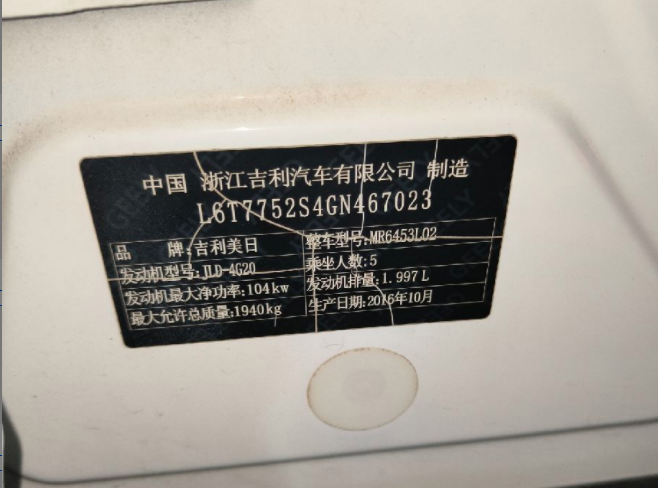 中国 浙江吉利汽车有限公司 制造
L6T7752S4GN467023
品 牌:吉利美日
整车型号:MR6453L02
发动机型号:JLD-4G20
乘坐人数:5
发动机最大净功率:104kw
发动机排量:1.997L
最大允许总质量:1940kg
生产日期:2016年10月